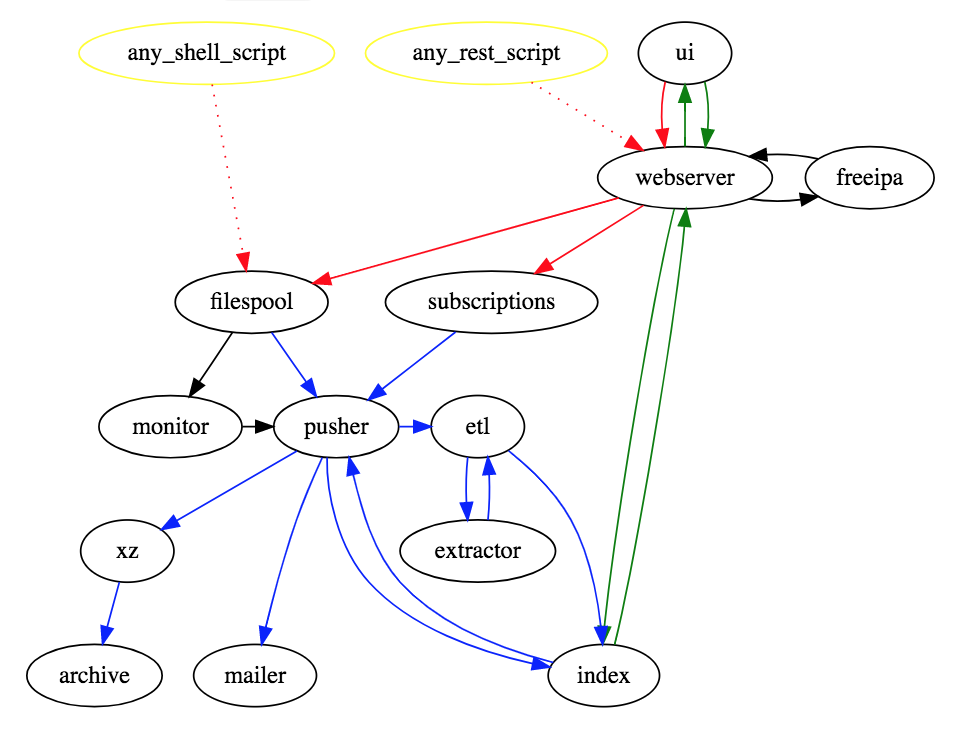 any_shell_script
any_rest_script
ui
webserver
freeipa
filespool
subscriptions
monitor
pusher
etl
xz
extractor
archive
mailer
index